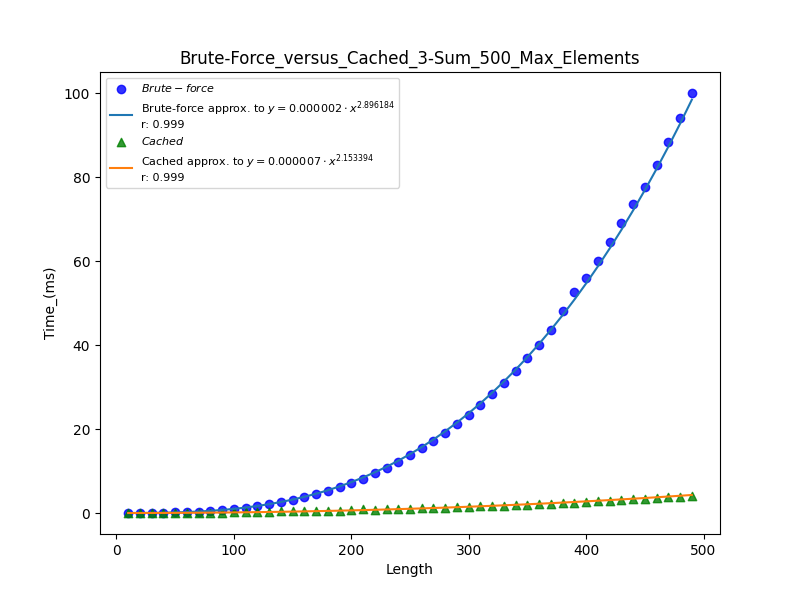 Brute-Force_versus_Cached_3-Sum_500_Max_Elements
Brute − force
Brute-force approx. to y = 0.000002 · x^2.896184
r: 0.999
Cached
Cached approx. to y = 0.000007 · x^2.153394
r: 0.999
Time_(ms)
100
80
60
40
20
0
0 100 200 300 400 500
Length